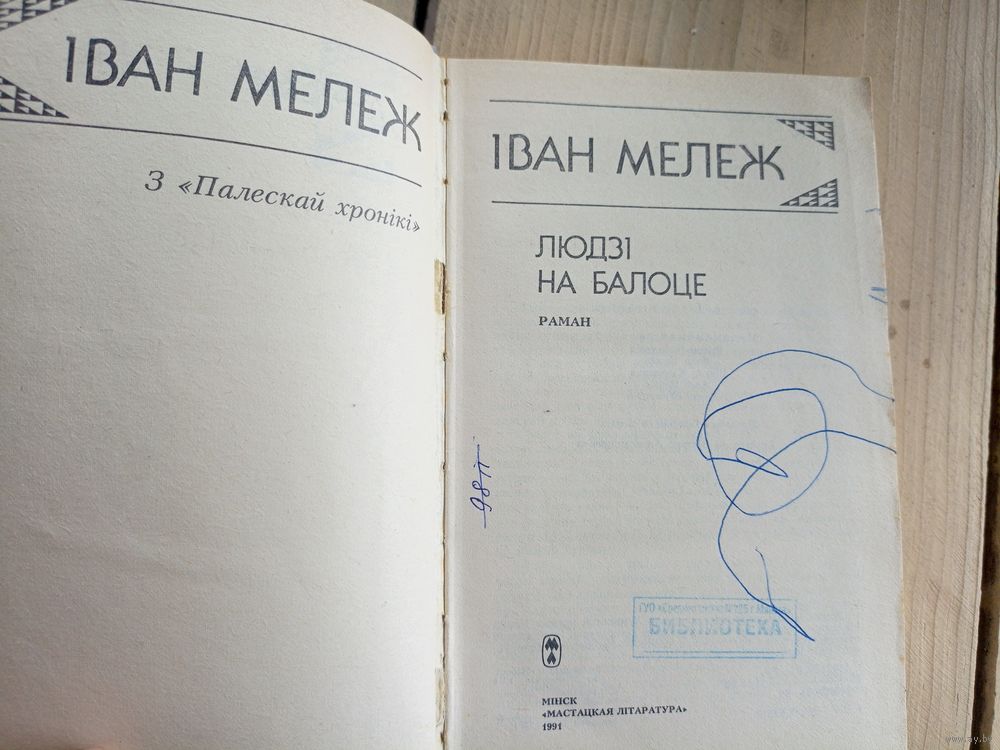 ІВАН МЕЛЕЖ
З «Палескай хронікі»
ІВАН МЕЛЕЖ
ЛЮДЗІ
НА БАЛОЦЕ
РАМАН
БИБЛИОТЕКА
МІНСК
«МАСТАЦКАЯ ЛІТАРАТУРА»
1991